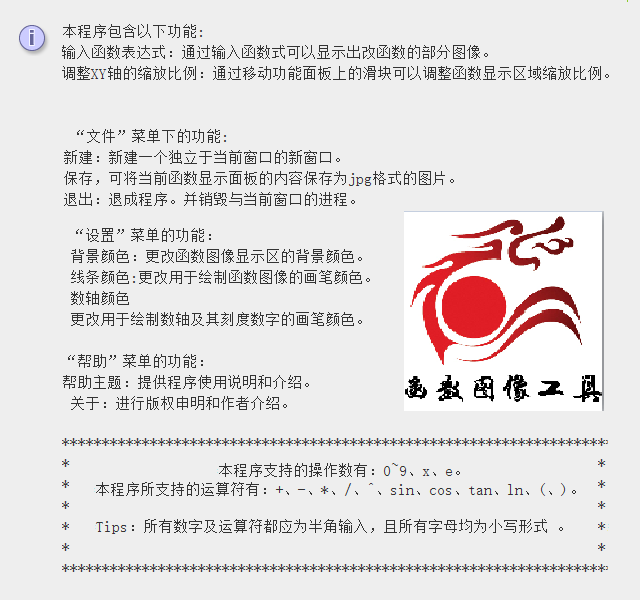 本程序包含以下功能:
输入函数表达式: 通过输入函数式可以显示出改函数的部分图像。
调整XY轴的缩放比例: 通过移动功能面板上的滑块可以调整函数显示区域缩放比例。
“文件”菜单下的功能:
新建: 新建一个独立于当前窗口的新窗口。
保存, 可将当前函数显示面板的内容保存为jpg格式的图片。
退出: 退成程序。并销毁与当前窗口的进程。
“设置”菜单的功能:
背景颜色: 更改函数图像显示区的背景颜色。
线条颜色:更改用于绘制函数图像的画笔颜色。
数轴颜色
更改用于绘制数轴及其刻度数字的画笔颜色。
函数图像工具
“帮助”菜单的功能:
帮助主题: 提供程序使用说明和介绍。
关于: 进行版权申明和作者介绍。
**********************************************************************
* 本程序支持的操作数有: 0~9、x、e。 *
* 本程序所支持的运算符有: +、-、*、/、^、sin、cos、tan、ln、(、)。 *
* *
* Tips: 所有数字及运算符都应为半角输入, 且所有字母均为小写形式 。 *
* *
**********************************************************************